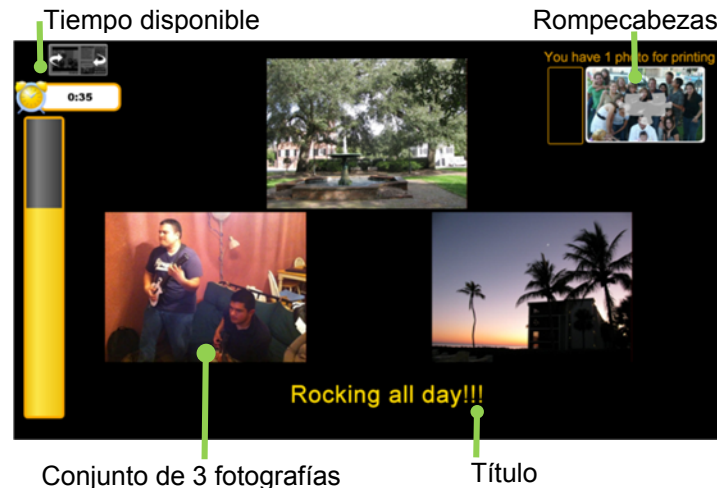 Tiempo disponible
Rompecabezas
You have 1 photo for printing
0:35
Rocking all day!!!
Conjunto de 3 fotografías
Título